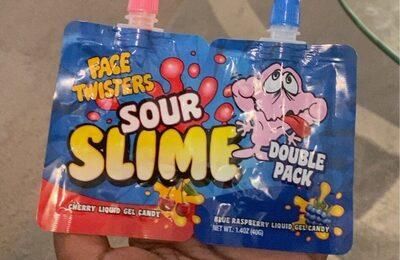 FACE
TWISTERS
SOUR
SLIME
DOUBLE
PACK
CHERRY LIQUID GEL CANDY
BLUE RASPBERRY LIQUID GEL CANDY
NET WT. 1.4OZ (40G)